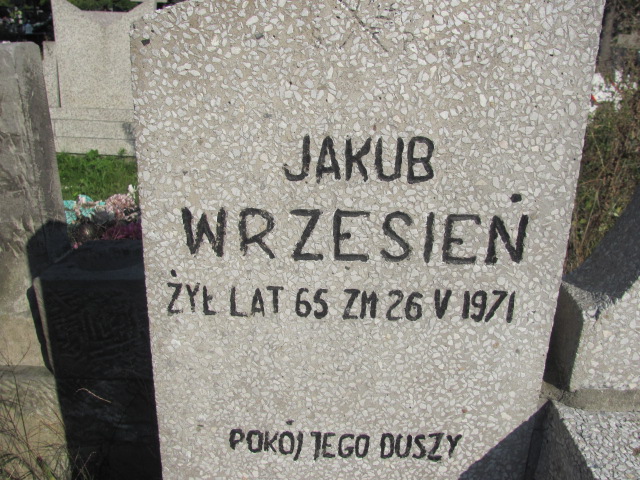 JAKUB
WRZESIEŃ
ŻYŁ LAT 65 ZM 26 V 1971
POKÓJ JEGO DUSZY